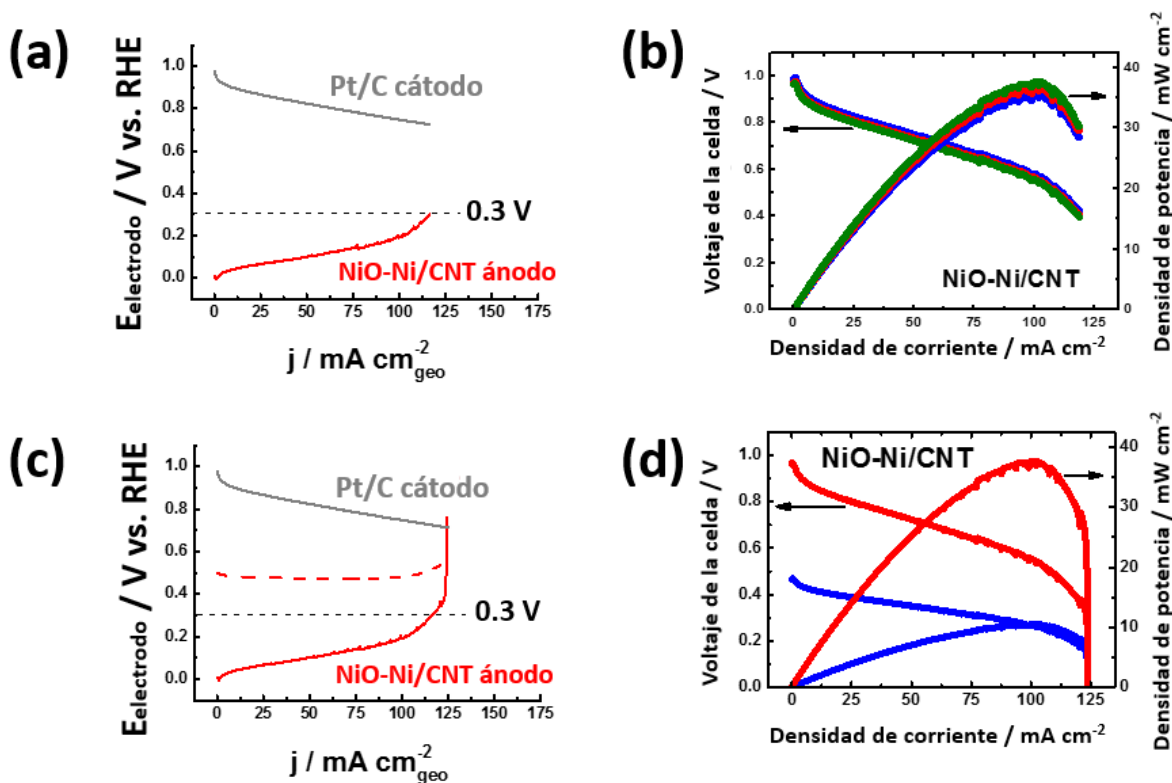 (a)
Eelectrodo / V vs. RHE
1.0
0.8
0.6
0.4
0.2
0.0
Pt/C cátodo
0.3 V
NiO-Ni/CNT ánodo
0 25 50 75 100 125 150 175
j / mA cm-2geo
(b)
Voltaje de la celda / V
1.0
0.8
0.6
0.4
0.2
0.0
NiO-Ni/CNT
40
30
20
10
0
Densidad de potencia / mW cm-2
0 25 50 75 100 125
Densidad de corriente / mA cm-2
(c)
Eelectrodo / V vs. RHE
1.0
0.8
0.6
0.4
0.2
0.0
Pt/C cátodo
0.3 V
NiO-Ni/CNT ánodo
0 25 50 75 100 125 150 175
j / mA cm-2geo
(d)
Voltaje de la celda / V
1.0
0.8
0.6
0.4
0.2
0.0
NiO-Ni/CNT
40
30
20
10
0
Densidad de potencia / mW cm-2
0 25 50 75 100 125
Densidad de corriente / mA cm-2